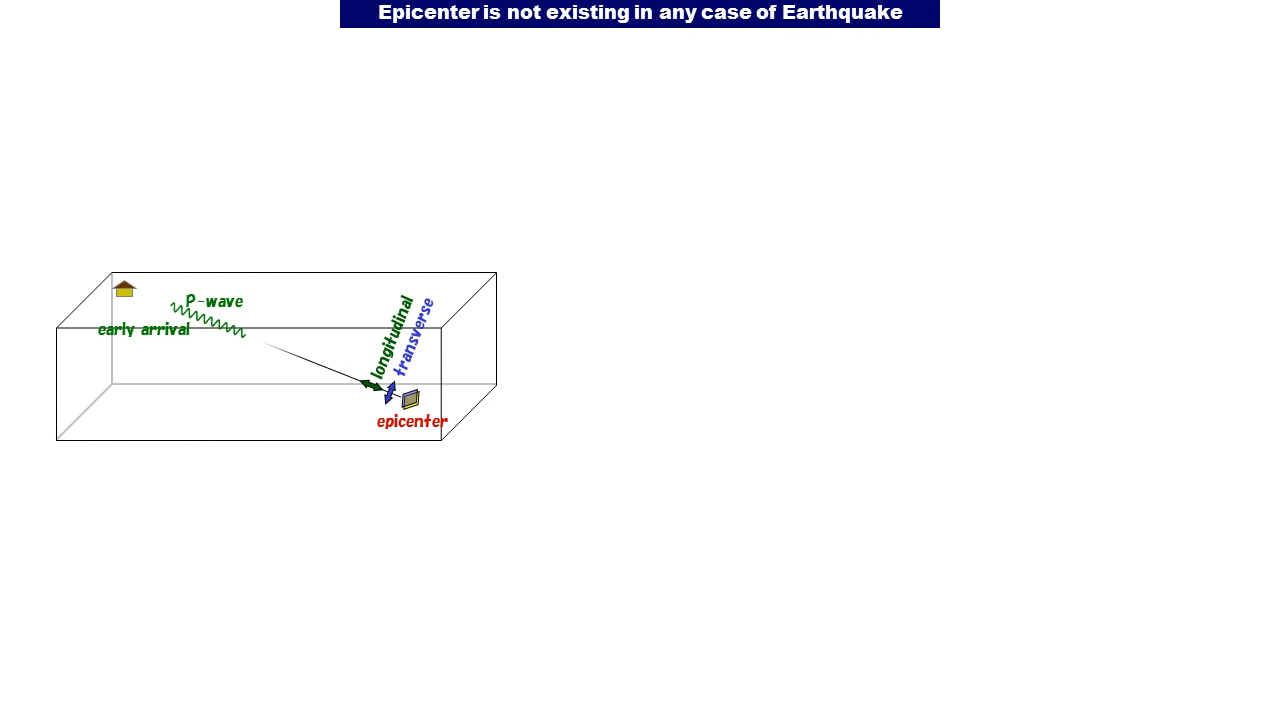 Epicenter is not existing in any case of Earthquake
P-wave
early arrival
longitudinal
transverse
epicenter